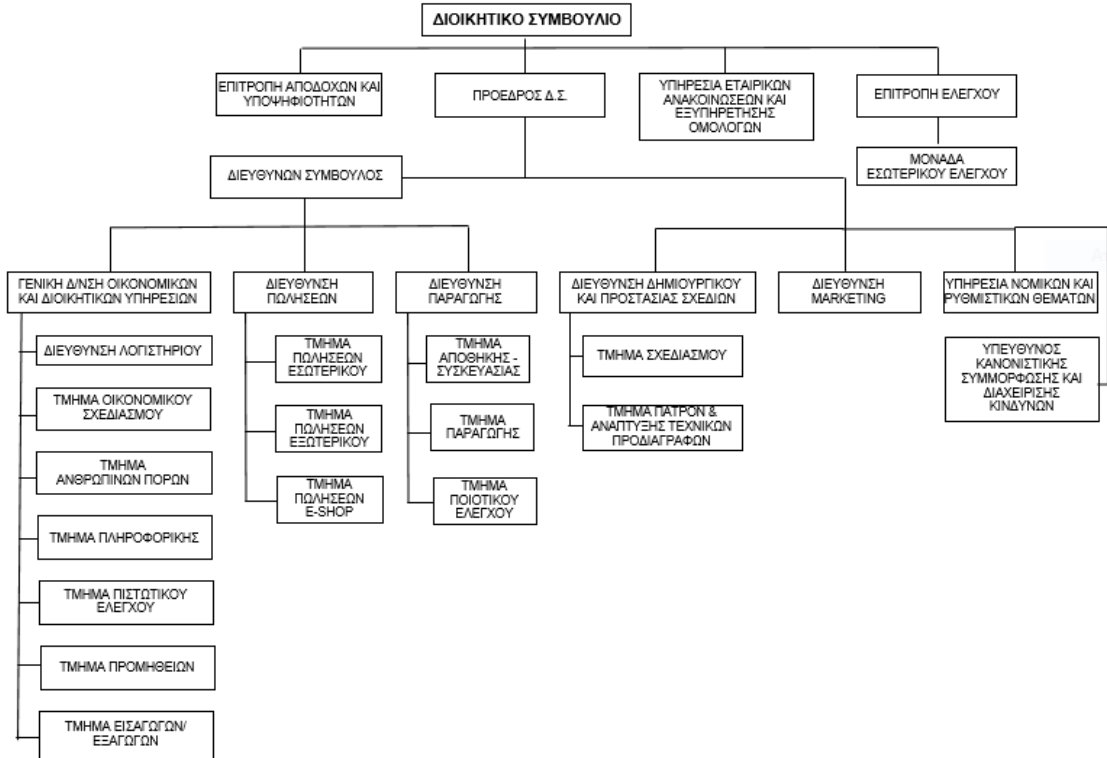 ΔΙΟΙΚΗΤΙΚΟ ΣΥΜΒΟΥΛΙΟ
ΕΠΙΤΡΟΠΗ ΑΠΟΔΟΧΩΝ ΚΑΙ
ΥΠΟΨΗΦΙΟΤΗΤΩΝ
ΠΡΟΕΔΡΟΣ Δ.Σ.
ΥΠΗΡΕΣΙΑ ΕΤΑΙΡΙΚΩΝ
ΑΝΑΚΟΙΝΩΣΕΩΝ ΚΑΙ
ΕΞΥΠΗΡΕΤΗΣΗΣ
ΟΜΟΛΟΓΩΝ
ΕΠΙΤΡΟΠΗ ΕΛΕΓΧΟΥ
ΜΟΝΑΔΑ
ΕΣΩΤΕΡΙΚΟΥ ΕΛΕΓΧΟΥ
ΔΙΕΥΘΥΝΩΝ ΣΥΜΒΟΥΛΟΣ
ΓΕΝΙΚΗ Δ/ΝΣΗ ΟΙΚΟΝΟΜΙΚΩΝ
ΚΑΙ ΔΙΟΙΚΗΤΙΚΩΝ ΥΠΗΡΕΣΙΩΝ
ΔΙΕΥΘΥΝΣΗ
ΠΩΛΗΣΕΩΝ
ΔΙΕΥΘΥΝΣΗ
ΠΑΡΑΓΩΓΗΣ
ΔΙΕΥΘΥΝΣΗ ΔΗΜΙΟΥΡΓΙΚΟΥ
ΚΑΙ ΠΡΟΣΤΑΣΙΑΣ ΣΧΕΔΙΩΝ
ΔΙΕΥΘΥΝΣΗ
MARKETING
ΥΠΗΡΕΣΙΑ ΝΟΜΙΚΩΝ ΚΑΙ
ΡΥΘΜΙΣΤΙΚΩΝ ΘΕΜΑΤΩΝ
ΔΙΕΥΘΥΝΣΗ ΛΟΓΙΣΤΗΡΙΟΥ
ΤΜΗΜΑ ΟΙΚΟΝΟΜΙΚΟΥ
ΣΧΕΔΙΑΣΜΟΥ
ΤΜΗΜΑ
ΑΝΘΡΩΠΙΝΩΝ ΠΟΡΩΝ
ΤΜΗΜΑ ΠΛΗΡΟΦΟΡΙΚΗΣ
ΤΜΗΜΑ ΠΙΣΤΩΤΙΚΟΥ
ΕΛΕΓΧΟΥ
ΤΜΗΜΑ ΠΡΟΜΗΘΕΙΩΝ
ΤΜΗΜΑ ΕΙΣΑΓΩΓΩΝ/
ΕΞΑΓΩΓΩΝ
ΤΜΗΜΑ
ΠΩΛΗΣΕΩΝ
ΕΣΩΤΕΡΙΚΟΥ
ΤΜΗΜΑ
ΠΩΛΗΣΕΩΝ
ΕΞΩΤΕΡΙΚΟΥ
ΤΜΗΜΑ
ΠΩΛΗΣΕΩΝ
E-SHOP
ΤΜΗΜΑ
ΑΠΟΘΗΚΗΣ -
ΣΥΣΚΕΥΑΣΙΑΣ
ΤΜΗΜΑ
ΠΑΡΑΓΩΓΗΣ
ΤΜΗΜΑ
ΠΟΙΟΤΙΚΟΥ
ΕΛΕΓΧΟΥ
ΤΜΗΜΑ ΣΧΕΔΙΑΣΜΟΥ
ΤΜΗΜΑ ΠΑΤΡΟΝ &
ΑΝΑΠΤΥΞΗΣ ΤΕΧΝΙΚΩΝ
ΠΡΟΔΙΑΓΡΑΦΩΝ
ΥΠΕΥΘΥΝΟΣ
ΚΑΝΟΝΙΣΤΙΚΗΣ
ΣΥΜΜΟΡΦΩΣΗΣ ΚΑΙ
ΔΙΑΧΕΙΡΙΣΗΣ
ΚΙΝΔΥΝΩΝ